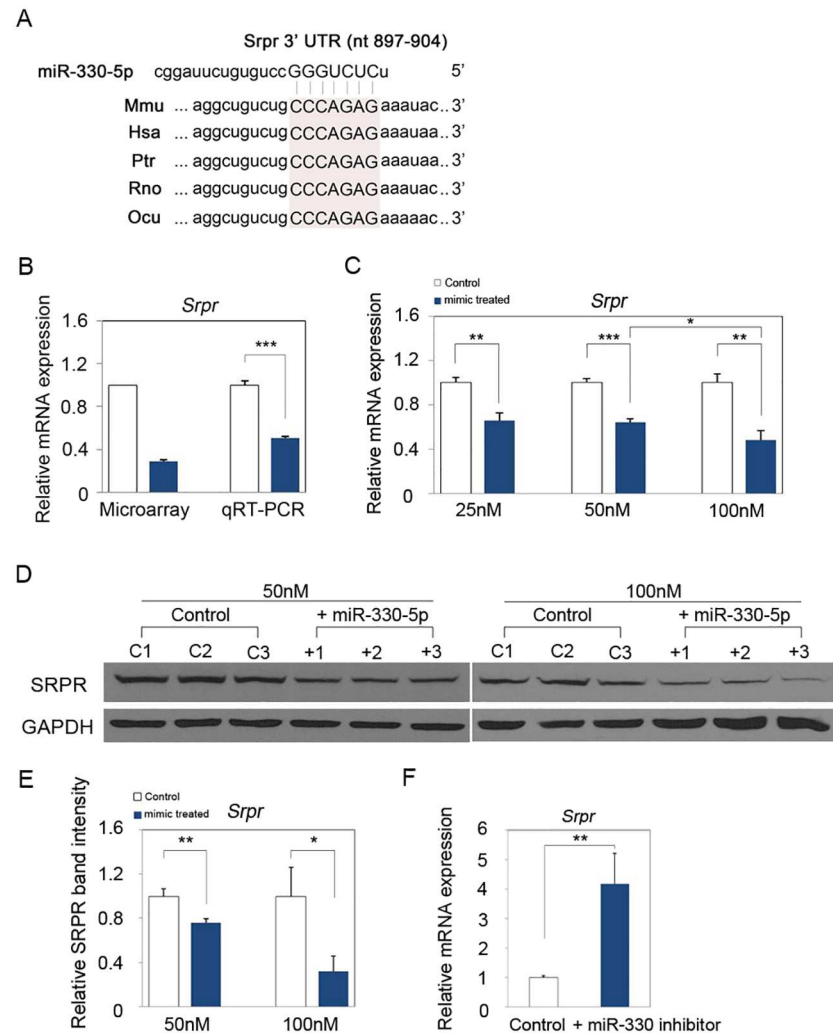 A
Srpr 3' UTR (nt 897-904)
miR-330-5p cggauucuguguccGGGUCUCu 5'
Mmu ... aggcugucugCCCAGAGaaauac.. 3'
Hsa ... aggcugucugCCCAGAGaaauaa.. 3'
Ptr ... aggcugucugCCCAGAGaaauaa.. 3'
Rno ... aggcugucugCCCAGAGaaauac.. 3'
Ocu ... aggcugucugCCCAGAGaaaaac.. 3'
B
Srpr
Relative mRNA expression
1.6
1.2
0.8
0.4
0
***
Microarray qRT-PCR
C
Control
mimic treated
Srpr
Relative mRNA expression
1.6
1.2
0.8
0.4
0
** *** * **
25nM 50nM 100nM
D
50nM 100nM
Control + miR-330-5p Control + miR-330-5p
C1 C2 C3 +1 +2 +3 C1 C2 C3 +1 +2 +3
SRPR
GAPDH
E
Control
mimic treated
Srpr
Relative SRPR band intensity
1.6
1.2
0.8
0.4
0
** *
50nM 100nM
F
Srpr
Relative mRNA expression
6
5
4
3
2
1
0
**
Control + miR-330 inhibitor